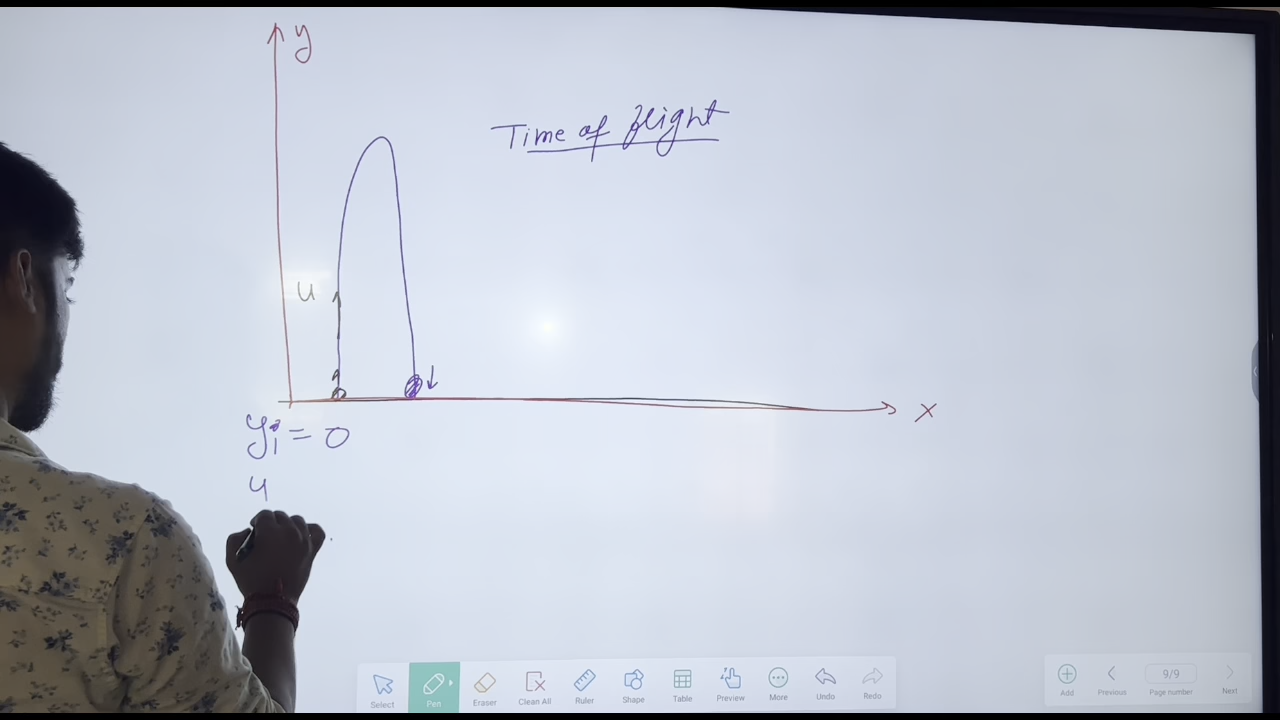 y
Time of flight
u
x
yi = 0
y
Select
Pen
Eraser
Clean All
Ruler
Shape
Table
Preview
More
Undo
Redo
Add
Previous
9/9
Page number
Next